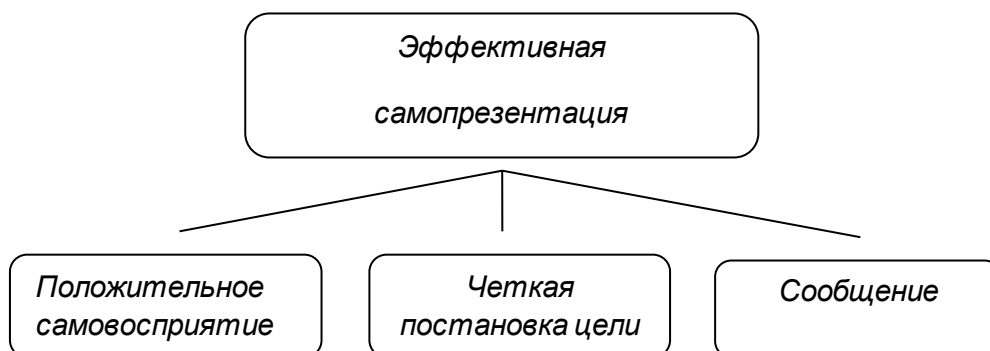 Эффективная
самопрезентация
Положительное
самовосприятие
Четкая
постановка цели
Сообщение